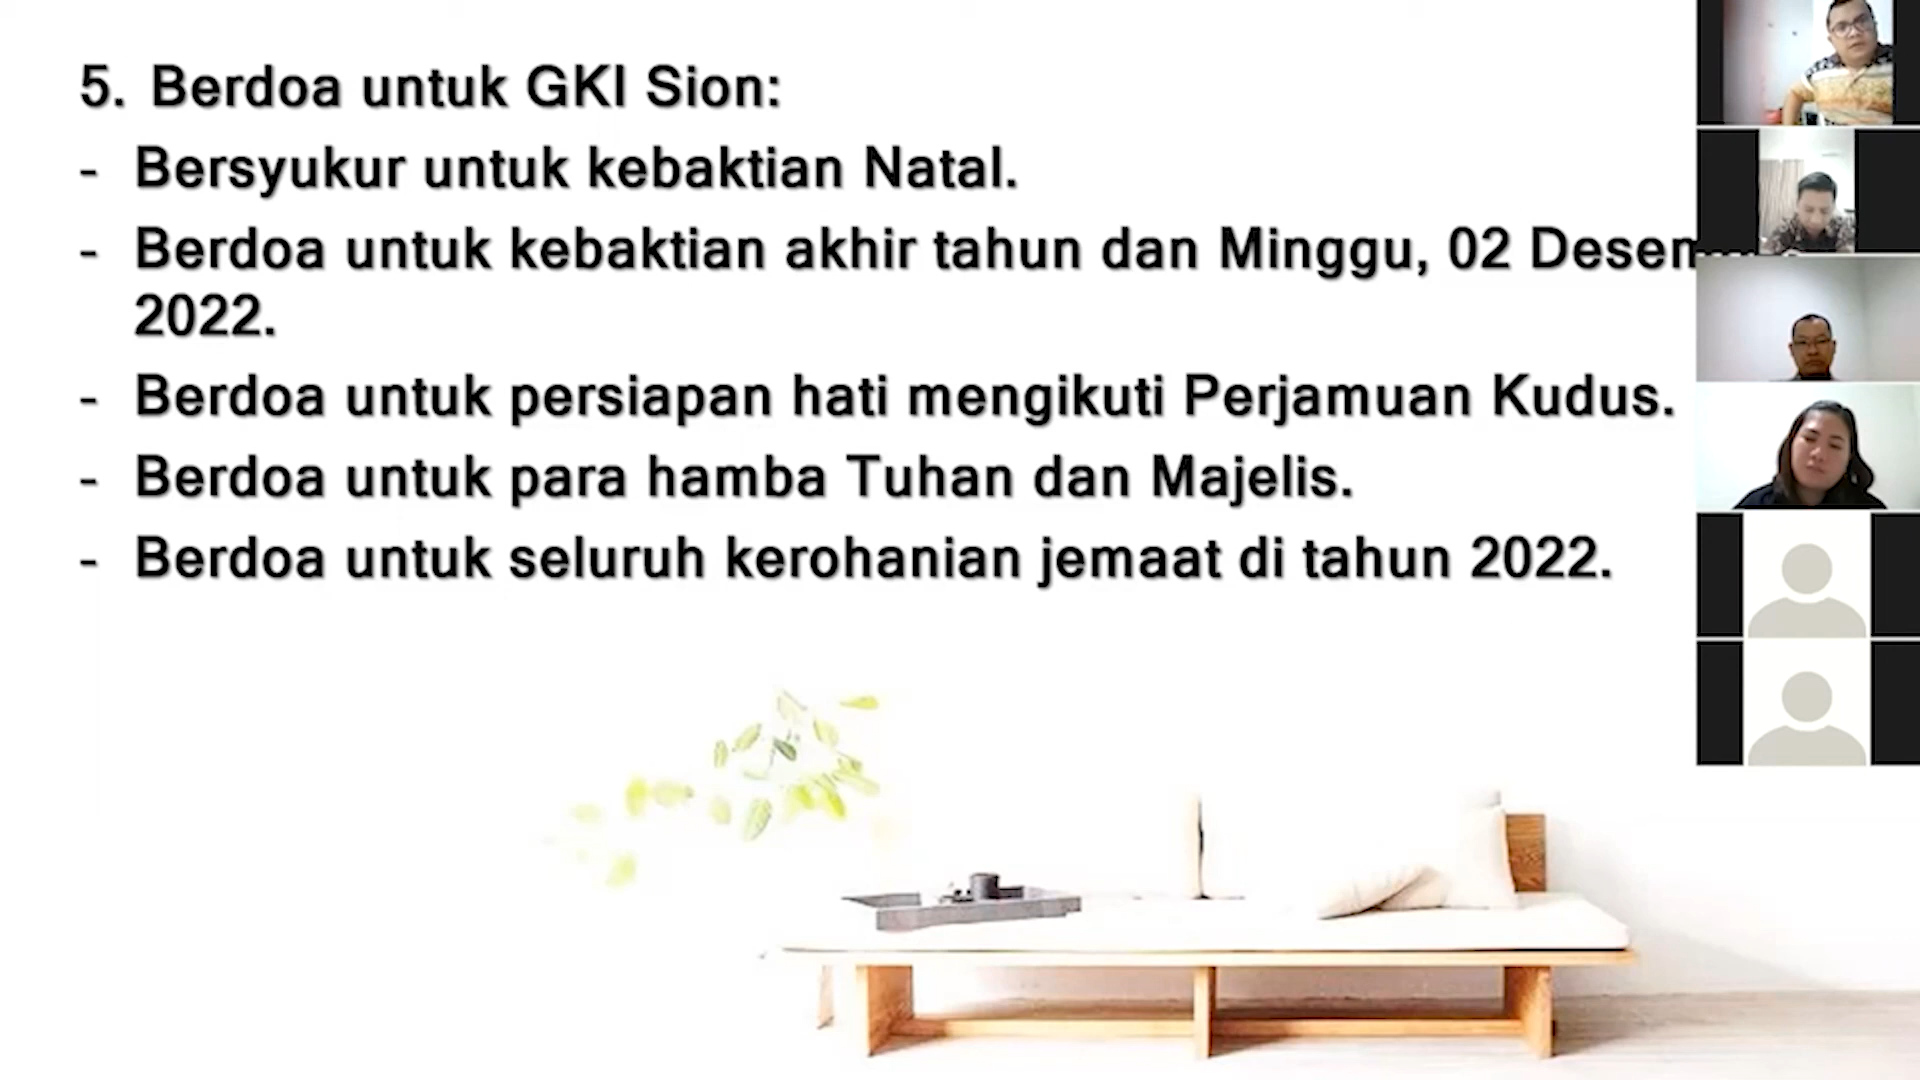 5. Berdoa untuk GKI Sion:
- Bersyukur untuk kebaktian Natal.
- Berdoa untuk kebaktian akhir tahun dan Minggu, 02
2022.
- Berdoa untuk persiapan hati mengikuti Perjamuan Kudus.
- Berdoa untuk para hamba Tuhan dan Majelis.
- Berdoa untuk seluruh kerohanian jemaat di tahun 2022.